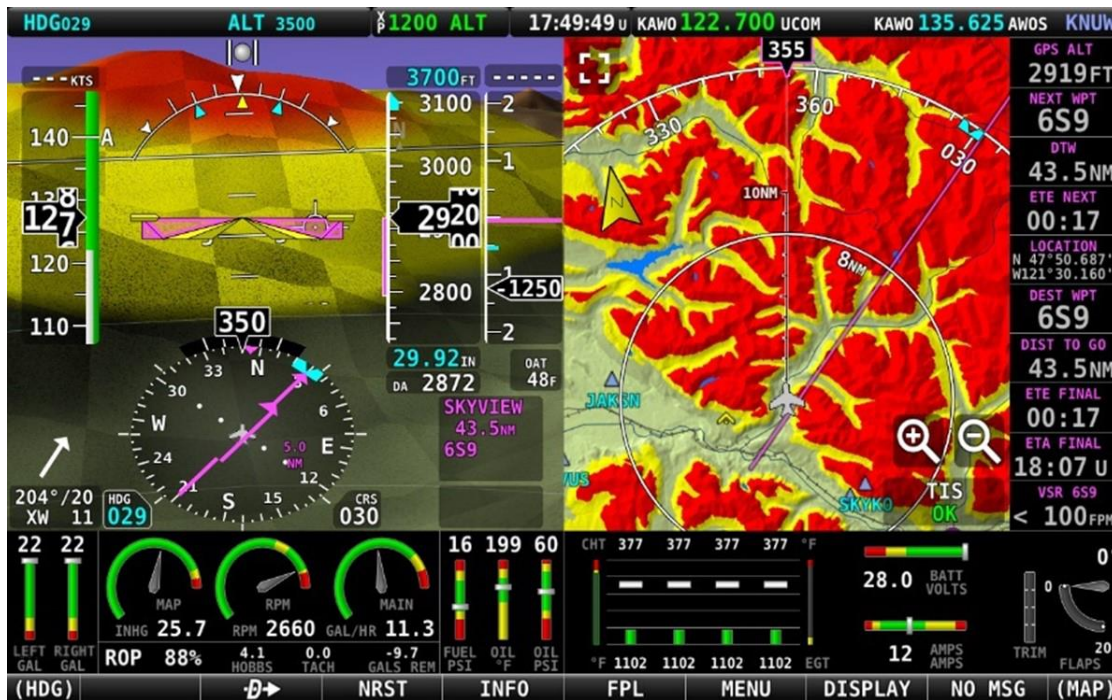 HDG029 ALT 3500 XP1200 ALT 17:49:49 U KAWO 122.700 UCOM KAWO 135.625 AWOS KNUW
--- KTS
140 A
127
120
110
3700FT
3100
3000
2920
2800
-----
2
1
-1250
1
2
N
350
29.92IN
DA 2872
OAT
48F
SKYVIEW
43.5NM
6S9
33 N 3 6 E 12 15 S 21 24 W 30
5.0
NM
204°/20
XW 11
HDG
029
CRS
030
355
330 360 030
N
10NM
8NM
JAKSN
SKYKO
TIS
OK
GPS ALT
2919FT
NEXT WPT
6S9
DTW
43.5NM
ETE NEXT
00:17
LOCATION
N 47°50.687'
W121°30.160'
DEST WPT
6S9
DIST TO GO
43.5NM
ETE FINAL
00:17
ETA FINAL
18:07 U
VSR 6S9
< 100FPM
22 22
LEFT GAL
RIGHT GAL
MAP
INHG 25.7
RPM
RPM 2660
MAIN
GAL/HR 11.3
ROP 88%
4.1 HOBBS
0.0 TACH
-9.7 GALS REM
16 199 60
FUEL PSI
OIL °F
OIL PSI
CHT 377 377 377 377 °F
°F 1102 1102 1102 1102 EGT
28.0 BATT VOLTS
12 AMPS AMPS
TRIM
0
0
20
FLAPS
(HDG) D NRST INFO FPL MENU DISPLAY NO MSG (MAP)